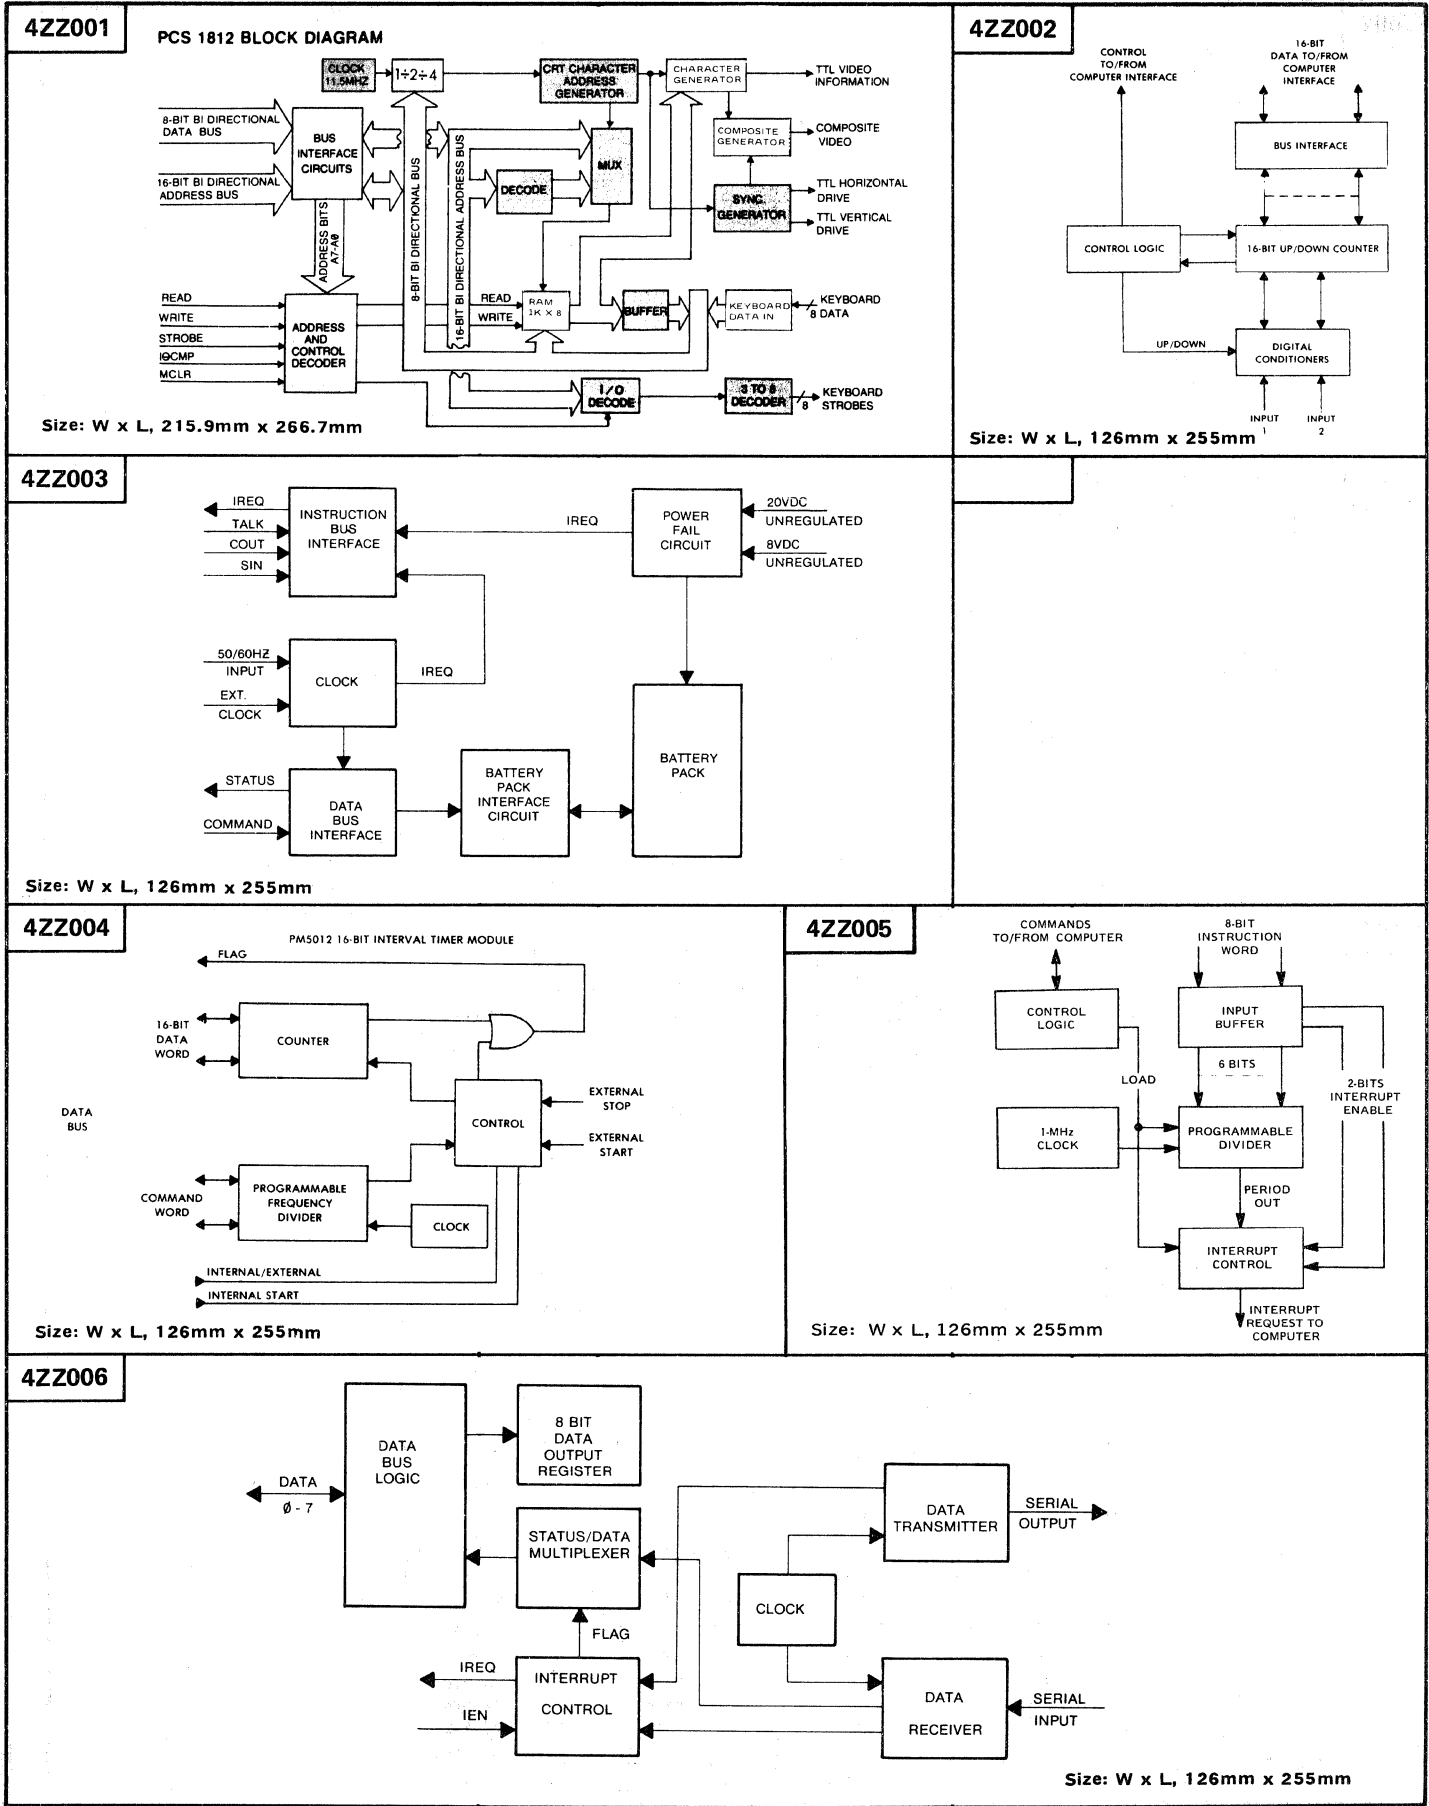 4ZZ001
PCS 1812 BLOCK DIAGRAM
CLOCK
11.5MHZ
1÷2÷4
CRT CHARACTER
ADDRESS
GENERATOR
CHARACTER
GENERATOR
TTL VIDEO
INFORMATION
8-BIT BI DIRECTIONAL
DATA BUS
BUS
INTERFACE
CIRCUITS
16-BIT BI DIRECTIONAL
ADDRESS BUS
8-BIT BI DIRECTIONAL BUS
16-BIT BI DIRECTIONAL ADDRESS BUS
MUX
DECODE
COMPOSITE
GENERATOR
COMPOSITE
VIDEO
SYNC
GENERATOR
TTL HORIZONTAL
DRIVE
TTL VERTICAL
DRIVE
ADDRESS BITS
A7-AØ
READ
WRITE
STROBE
IØCMP
MCLR
ADDRESS
AND
CONTROL
DECODER
READ
WRITE
RAM
1K X 8
BUFFER
KEYBOARD
DATA IN
KEYBOARD
8 DATA
I/O
DECODE
3 TO 8
DECODER
8
KEYBOARD
STROBES
Size: W x L, 215.9mm x 266.7mm
4ZZ002
CONTROL
TO/FROM
COMPUTER INTERFACE
16-BIT
DATA TO/FROM
COMPUTER
INTERFACE
BUS INTERFACE
CONTROL LOGIC
16-BIT UP/DOWN COUNTER
UP/DOWN
DIGITAL
CONDITIONERS
INPUT
1
INPUT
2
Size: W x L, 126mm x 255mm
4ZZ003
IREQ
TALK
COUT
SIN
INSTRUCTION
BUS
INTERFACE
IREQ
POWER
FAIL
CIRCUIT
20VDC
UNREGULATED
8VDC
UNREGULATED
50/60HZ
INPUT
EXT.
CLOCK
CLOCK
IREQ
STATUS
COMMAND
DATA
BUS
INTERFACE
BATTERY
PACK
INTERFACE
CIRCUIT
BATTERY
PACK
Size: W x L, 126mm x 255mm
4ZZ004
PM5012 16-BIT INTERVAL TIMER MODULE
FLAG
16-BIT
DATA
WORD
COUNTER
DATA
BUS
CONTROL
EXTERNAL
STOP
EXTERNAL
START
COMMAND
WORD
PROGRAMMABLE
FREQUENCY
DIVIDER
CLOCK
INTERNAL/EXTERNAL
INTERNAL START
Size: W x L, 126mm x 255mm
4ZZ005
COMMANDS
TO/FROM COMPUTER
8-BIT
INSTRUCTION
WORD
CONTROL
LOGIC
INPUT
BUFFER
6 BITS
LOAD
2-BITS
INTERRUPT
ENABLE
1-MHz
CLOCK
PROGRAMMABLE
DIVIDER
PERIOD
OUT
INTERRUPT
CONTROL
INTERRUPT
REQUEST TO
COMPUTER
Size: W x L, 126mm x 255mm
4ZZ006
DATA
Ø - 7
DATA
BUS
LOGIC
8 BIT
DATA
OUTPUT
REGISTER
STATUS/DATA
MULTIPLEXER
DATA
TRANSMITTER
SERIAL
OUTPUT
CLOCK
FLAG
IREQ
IEN
INTERRUPT
CONTROL
DATA
RECEIVER
SERIAL
INPUT
Size: W x L, 126mm x 255mm